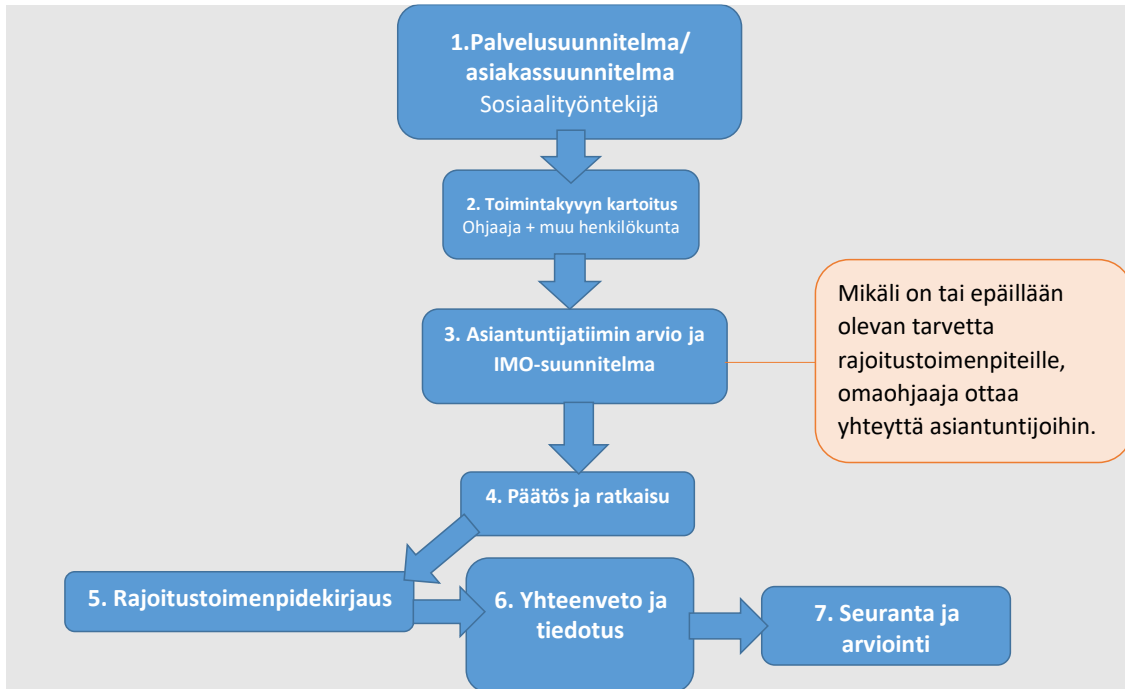 1.Palvelusuunnitelma/
asiakassuunnitelma
Sosiaalityöntekijä
2. Toimintakyvyn kartoitus
Ohjaaja + muu henkilökunta
3. Asiantuntijatiimin arvio ja
IMO-suunnitelma
Mikäli on tai epäillään
olevan tarvetta
rajoitustoimenpiteille,
omaohjaaja ottaa
yhteyttä asiantuntijoihin.
4. Päätös ja ratkaisu
5. Rajoitustoimenpidekirjaus
6. Yhteenveto ja
tiedotus
7. Seuranta ja
arviointi